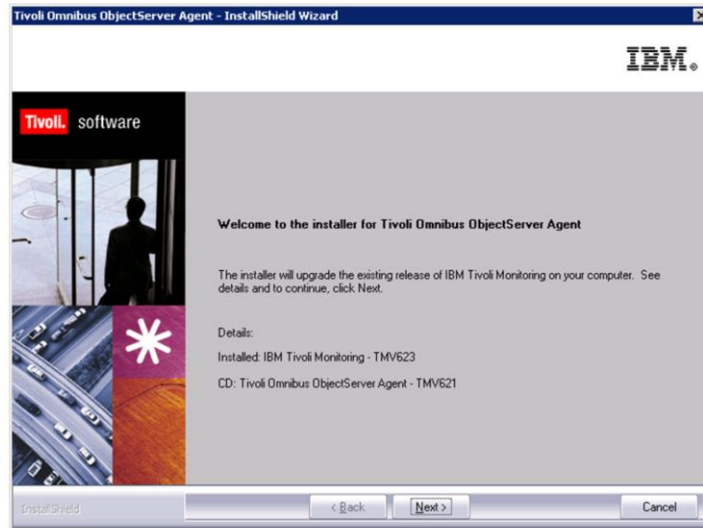 Tivoli Omnibus ObjectServer Agent - InstallShield Wizard
IBM®
Tivoli. software
Welcome to the installer for Tivoli Omnibus ObjectServer Agent
The installer will upgrade the existing release of IBM Tivoli Monitoring on your computer. See
details and to continue, click Next.
Details:
Installed: IBM Tivoli Monitoring - TMV623
CD: Tivoli Omnibus ObjectServer Agent - TMV621
InstallShield
< Back
Next >
Cancel